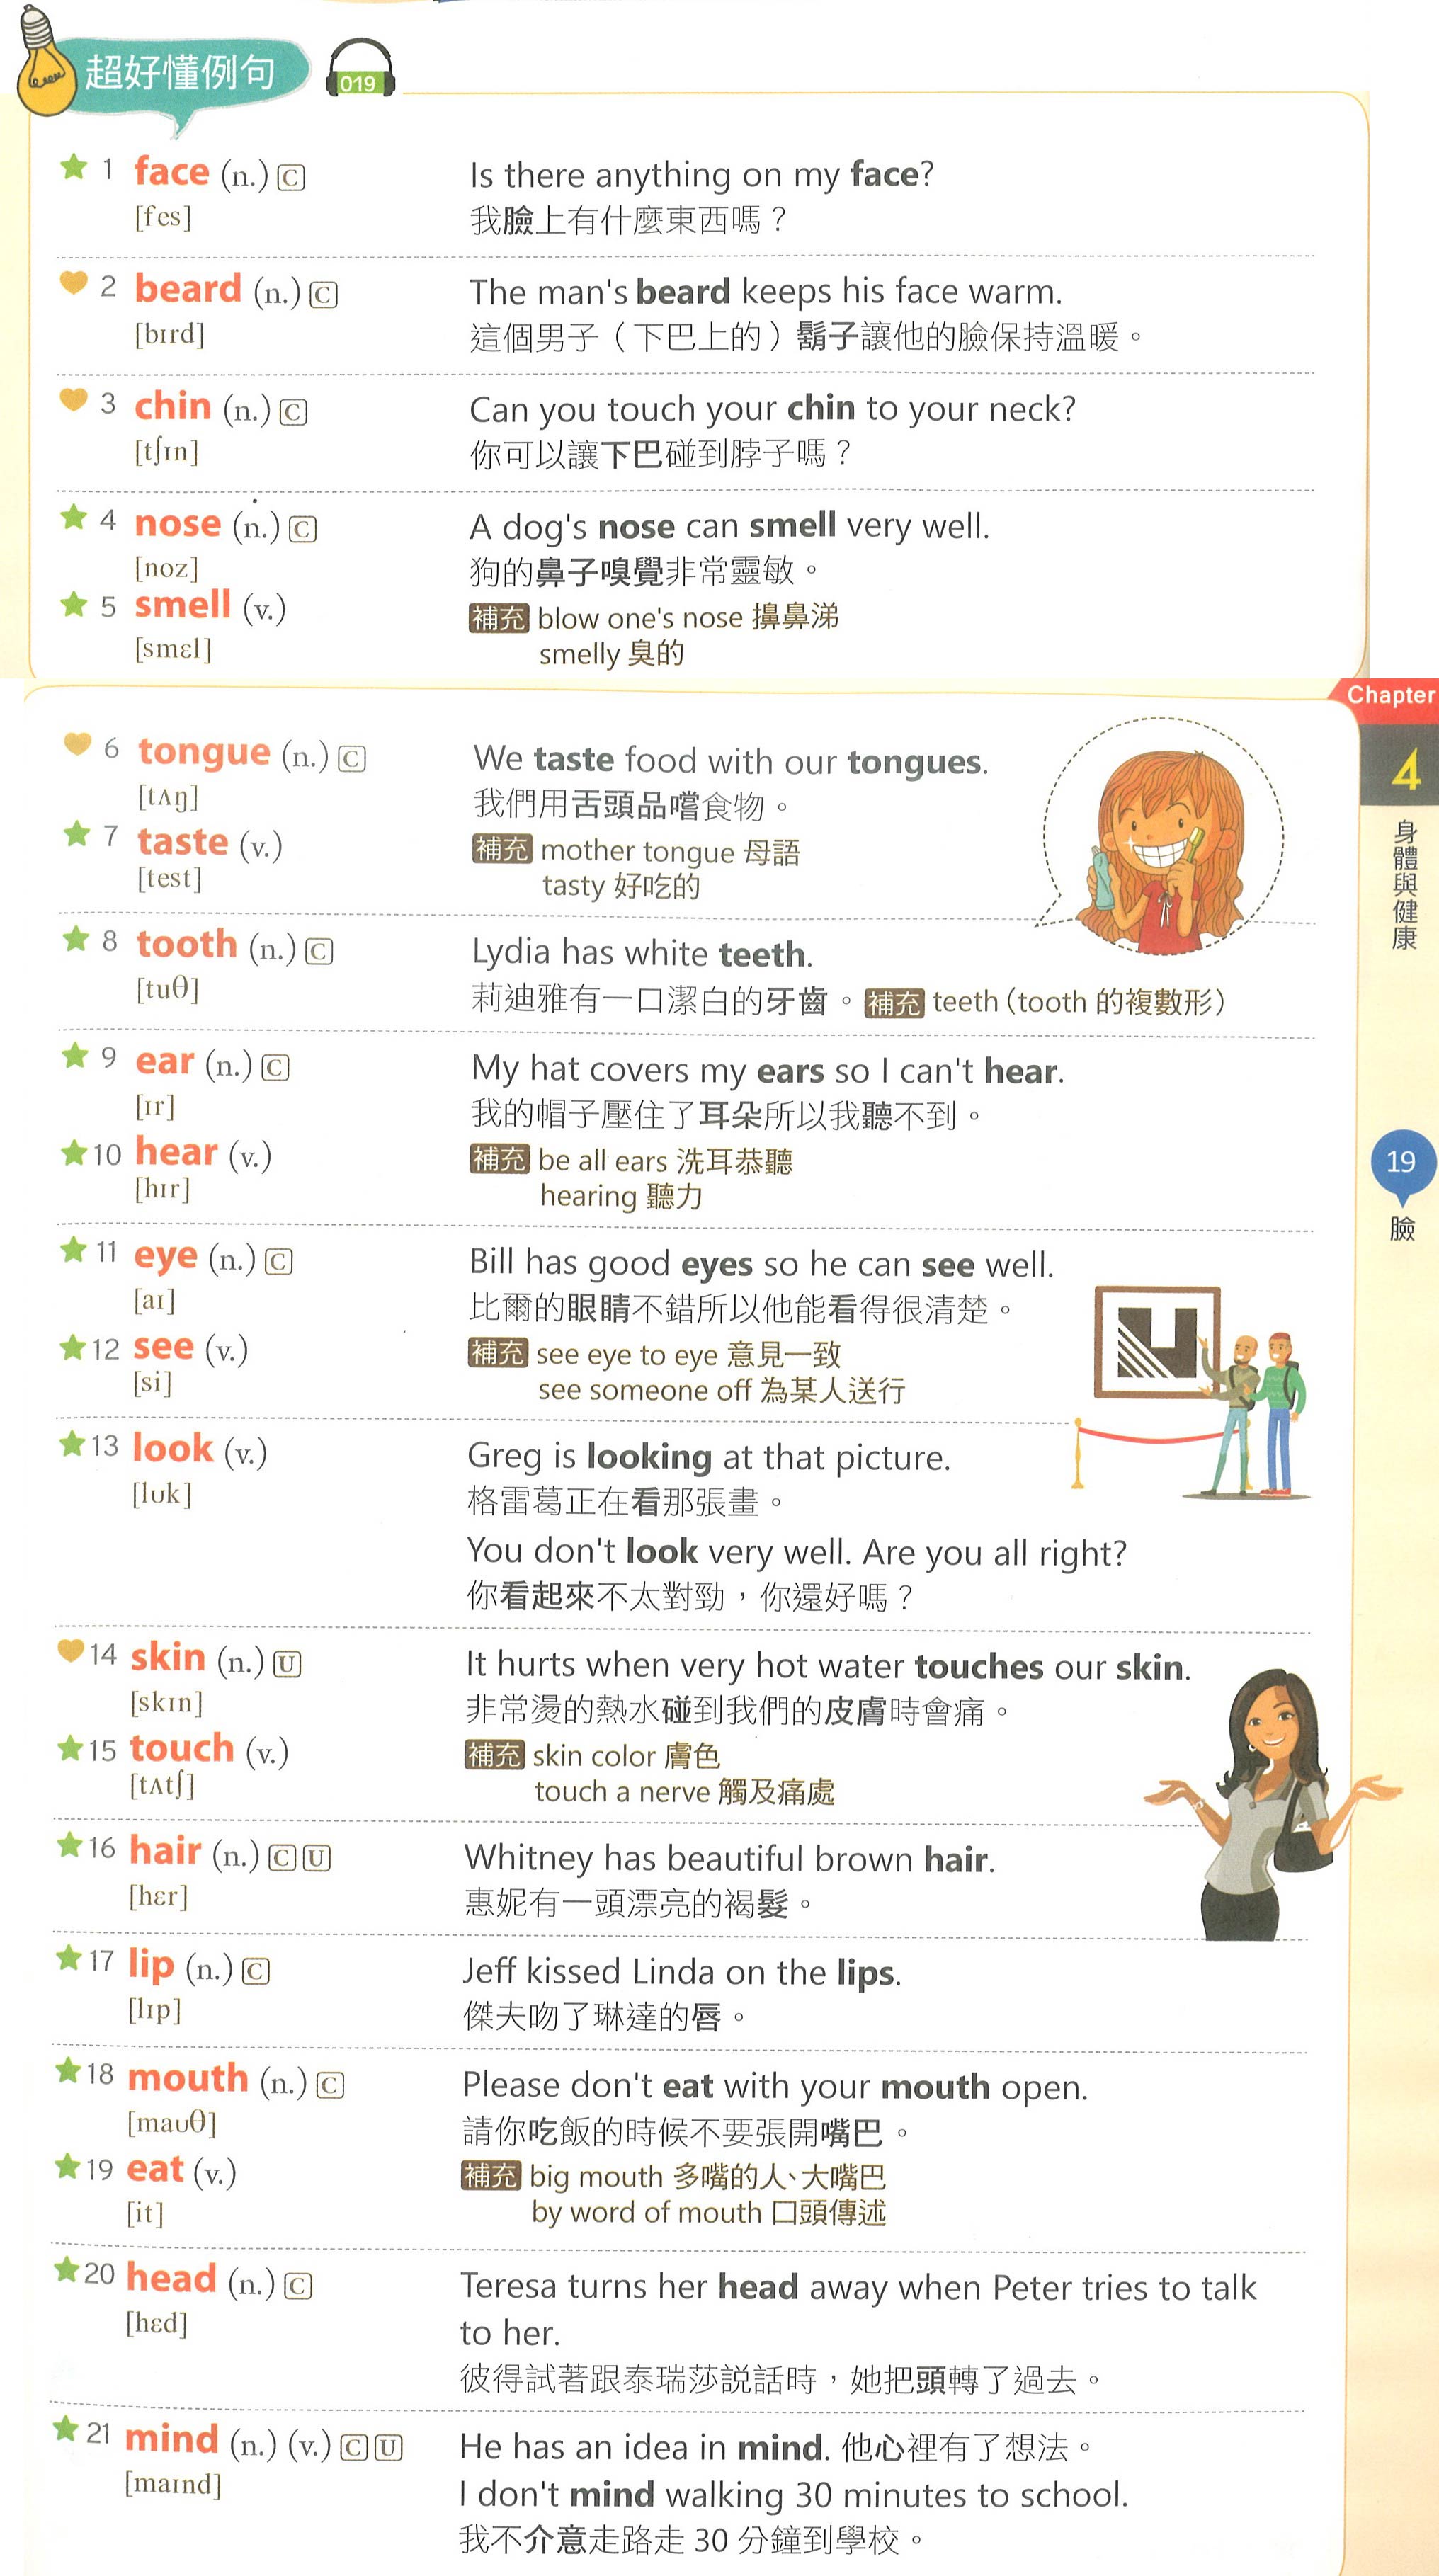 超好懂例句
019
1 face (n.) C
[fes]
Is there anything on my face?
我臉上有什麼東西嗎？
2 beard (n.) C
[bɪrd]
The man's beard keeps his face warm.
這個男子（下巴上的）鬍子讓他的臉保持溫暖。
3 chin (n.) C
[tʃɪn]
Can you touch your chin to your neck?
你可以讓下巴碰到脖子嗎？
4 nose (n.) C
[noz]
5 smell (v.)
[smɛl]
A dog's nose can smell very well.
狗的鼻子嗅覺非常靈敏。
補充 blow one's nose 擤鼻涕
smelly 臭的
Chapter
4
身體與健康
19
臉
6 tongue (n.) C
[tʌŋ]
7 taste (v.)
[test]
We taste food with our tongues.
我們用舌頭品嚐食物。
補充 mother tongue 母語
tasty 好吃的
8 tooth (n.) C
[tuθ]
Lydia has white teeth.
莉迪雅有一口潔白的牙齒。補充 teeth（tooth 的複數形）
9 ear (n.) C
[ɪr]
10 hear (v.)
[hɪr]
My hat covers my ears so I can't hear.
我的帽子壓住了耳朵所以我聽不到。
補充 be all ears 洗耳恭聽
hearing 聽力
11 eye (n.) C
[aɪ]
12 see (v.)
[si]
Bill has good eyes so he can see well.
比爾的眼睛不錯所以他能看得很清楚。
補充 see eye to eye 意見一致
see someone off 為某人送行
13 look (v.)
[lʊk]
Greg is looking at that picture.
格雷葛正在看那張畫。
You don't look very well. Are you all right?
你看起來不太對勁，你還好嗎？
14 skin (n.) U
[skɪn]
15 touch (v.)
[tʌtʃ]
It hurts when very hot water touches our skin.
非常燙的熱水碰到我們的皮膚時會痛。
補充 skin color 膚色
touch a nerve 觸及痛處
16 hair (n.) C U
[hɛr]
Whitney has beautiful brown hair.
惠妮有一頭漂亮的褐髮。
17 lip (n.) C
[lɪp]
Jeff kissed Linda on the lips.
傑夫吻了琳達的唇。
18 mouth (n.) C
[maʊθ]
19 eat (v.)
[it]
Please don't eat with your mouth open.
請你吃飯的時候不要張開嘴巴。
補充 big mouth 多嘴的人、大嘴巴
by word of mouth 口頭傳述
20 head (n.) C
[hɛd]
Teresa turns her head away when Peter tries to talk
to her.
彼得試著跟泰瑞莎說話時，她把頭轉了過去。
21 mind (n.) (v.) C U
[maɪnd]
He has an idea in mind. 他心裡有了想法。
I don't mind walking 30 minutes to school.
我不介意走路走 30 分鐘到學校。